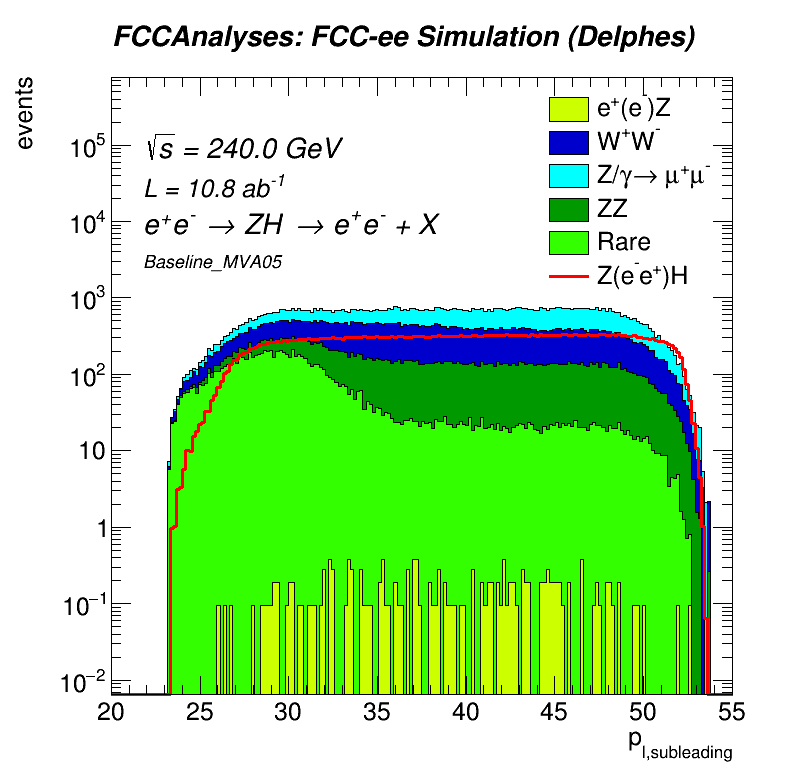 FCCAnalyses: FCC-ee Simulation (Delphes)
events
√s = 240.0 GeV
L = 10.8 ab⁻¹
e⁺e⁻ → ZH → e⁺e⁻ + X
Baseline_MVA05
e⁺(e⁻)Z
W⁺W⁻
Z/γ→ μ⁺μ⁻
ZZ
Rare
Z(e⁻e⁺)H
10⁵
10⁴
10³
10²
10
1
10⁻¹
10⁻²
20 25 30 35 40 45 50 55
p_l,subleading